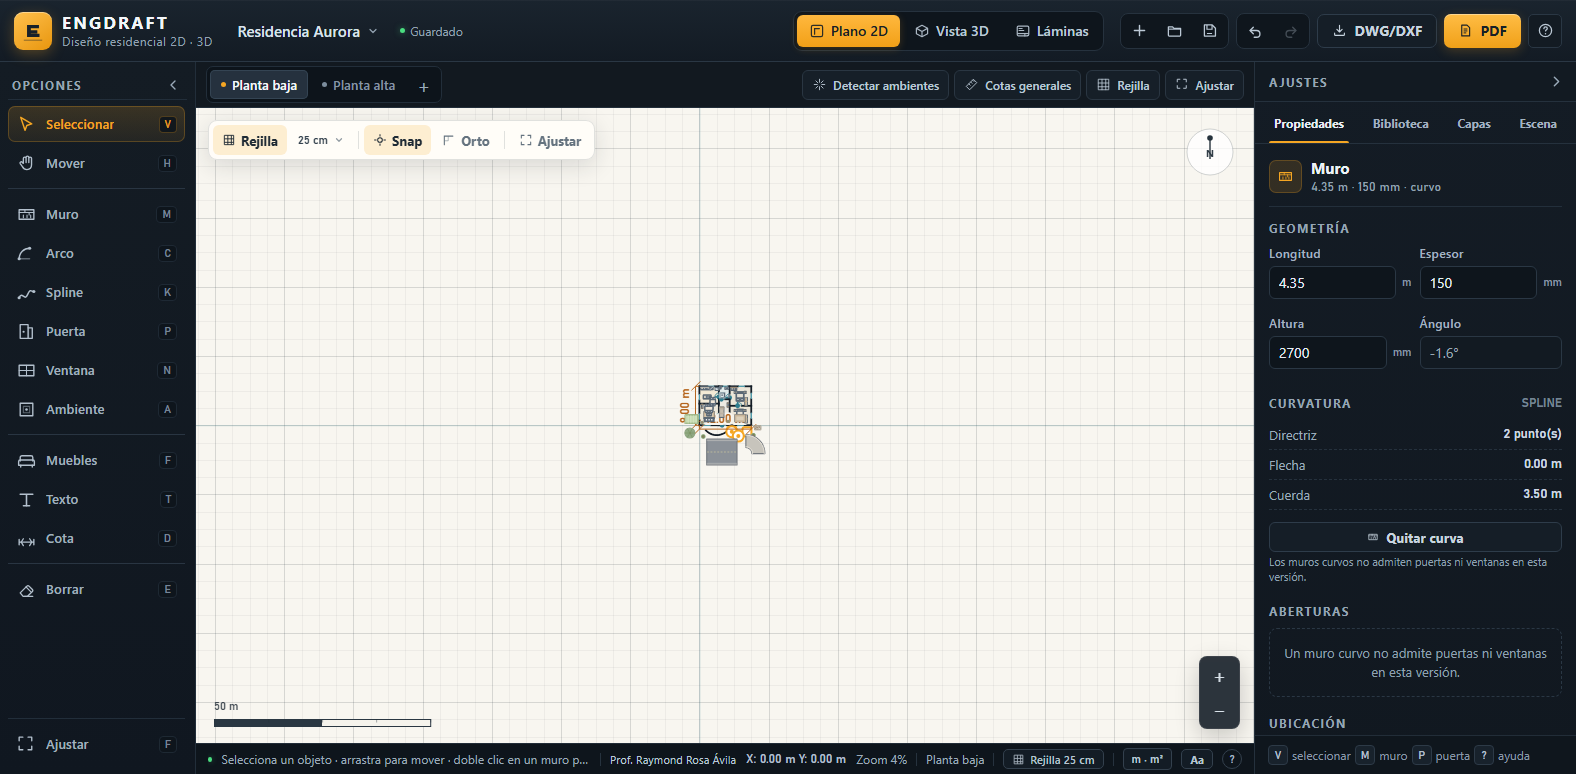 ENGDRAFT
Diseño residencial 2D · 3D
Residencia Aurora
Guardado
Plano 2D
Vista 3D
Láminas
DWG/DXF
PDF
OPCIONES
Seleccionar V
Mover H
Muro M
Arco C
Spline K
Puerta P
Ventana N
Ambiente A
Muebles F
Texto T
Cota D
Borrar E
Ajustar F
Planta baja
Planta alta
+
Detectar ambientes
Cotas generales
Rejilla
Ajustar
Rejilla
25 cm
Snap
Orto
Ajustar
N
50 m
+
−
AJUSTES
Propiedades
Biblioteca
Capas
Escena
Muro
4.35 m · 150 mm · curvo
GEOMETRÍA
Longitud Espesor
4.35 m 150 mm
Altura Ángulo
2700 mm -1.6°
CURVATURA SPLINE
Directriz 2 punto(s)
Flecha 0.00 m
Cuerda 3.50 m
Quitar curva
Los muros curvos no admiten puertas ni ventanas en esta
versión.
ABERTURAS
Un muro curvo no admite puertas ni ventanas
en esta versión.
UBICACIÓN
Selecciona un objeto · arrastra para mover · doble clic en un muro p...
Prof. Raymond Rosa Ávila
X: 0.00 m Y: 0.00 m
Zoom 4%
Planta baja
Rejilla 25 cm
m · m²
Aa
?
V seleccionar M muro P puerta ? ayuda